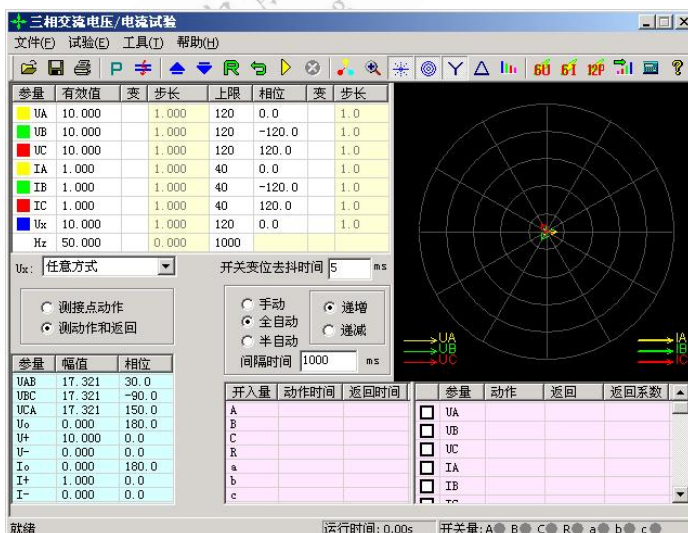 三相交流电压/电流试验
文件(F) 试验(E) 工具(T) 帮助(H)
P R 6U 6I 12P ?
参量 有效值 变 步长 上限 相位 变 步长
UA 10.000 1.000 120 0.0 1.0
UB 10.000 1.000 120 -120.0 1.0
UC 10.000 1.000 120 120.0 1.0
IA 1.000 1.000 40 0.0 1.0
IB 1.000 1.000 40 -120.0 1.0
IC 1.000 1.000 40 120.0 1.0
Ux 10.000 1.000 120 0.0 1.0
Hz 50.000 0.000 1000
Ux: 任意方式 开关变位去抖时间 5 ms
测接点动作
测动作和返回
手动
全自动
半自动
递增
递减
间隔时间 1000 ms
UA
UB
UC
IA
IB
IC
参量 幅值 相位
UAB 17.321 30.0
UBC 17.321 -90.0
UCA 17.321 150.0
Uo 0.000 180.0
U+ 10.000 0.0
U- 0.000 0.0
Io 0.000 180.0
I+ 1.000 0.0
I- 0.000 0.0
开入量 动作时间 返回时间
A
B
C
R
a
b
c
参量 动作 返回 返回系数
UA
UB
UC
IA
IB
就绪 运行时间: 0.00s 开关量: A B C R a b c